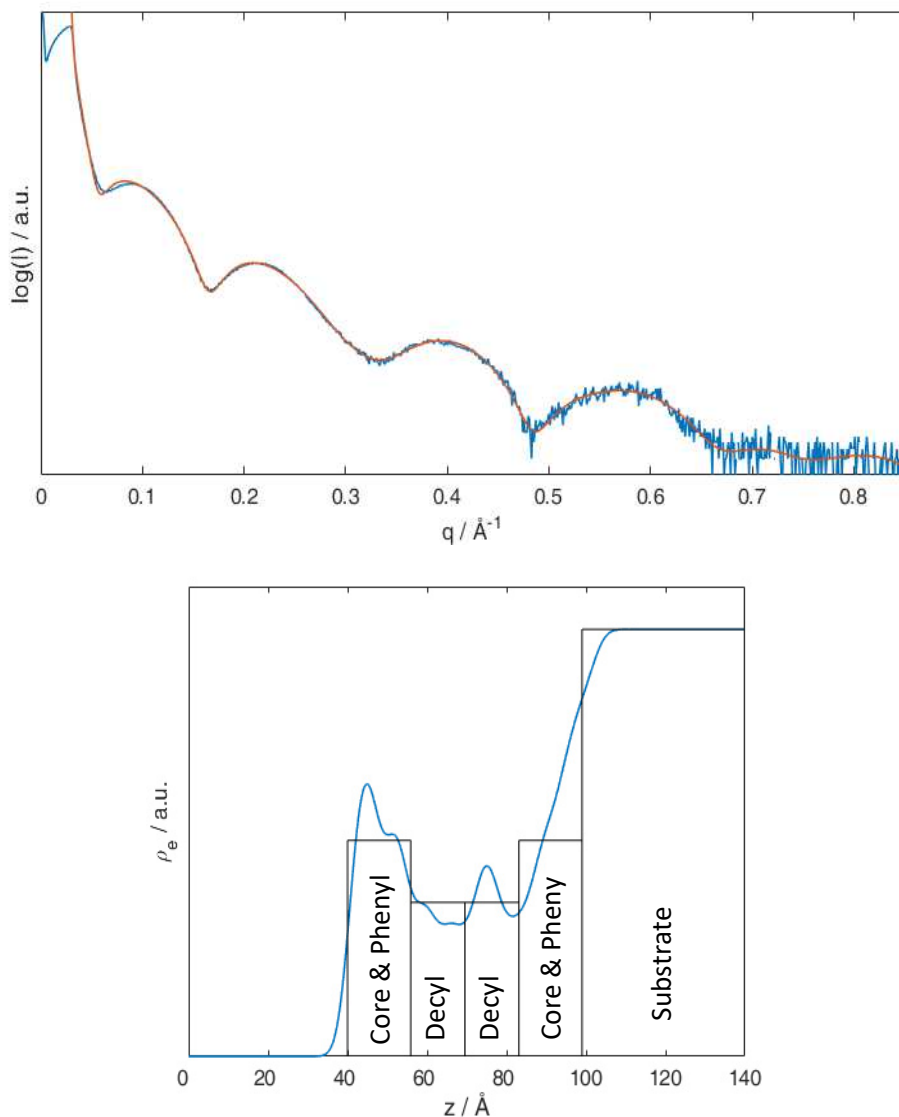 log(I) / a.u.
0 0.1 0.2 0.3 0.4 0.5 0.6 0.7 0.8
q / Å⁻¹
ρₑ / a.u.
Core & Phenyl
Decyl
Decyl
Core & Pheny
Substrate
0 20 40 60 80 100 120 140
z / Å